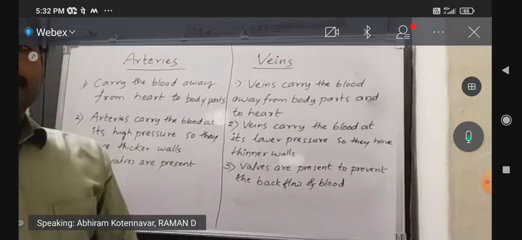 5:32 PM
Webex
Arteries
1) Carry the blood away
from heart to body parts
2) Arteries carry the blood at
its high pressure so they
thicker walls
valves are present
Veins
1) Veins carry the blood
away from body parts and
to heart
2) Veins carry the blood at
its lower pressure so they have
thinner walls
3) Valves are present to prevent
the backflow of blood
Speaking: Abhiram Kotennavar, RAMAN D